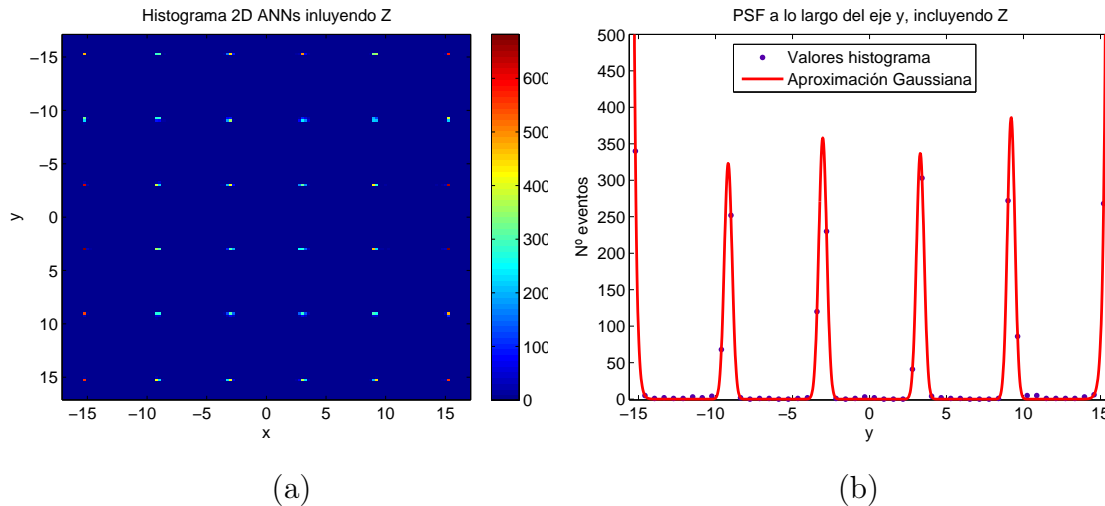 Histograma 2D ANNs inluyendo Z
−15
−10
−5
0
5
10
15
y
−15 −10 −5 0 5 10 15
x
600
500
400
300
200
100
0
(a)
PSF a lo largo del eje y, incluyendo Z
500
450
400
350
300
250
200
150
100
50
0
Nº eventos
Valores histograma
Aproximación Gaussiana
−15 −10 −5 0 5 10 15
y
(b)